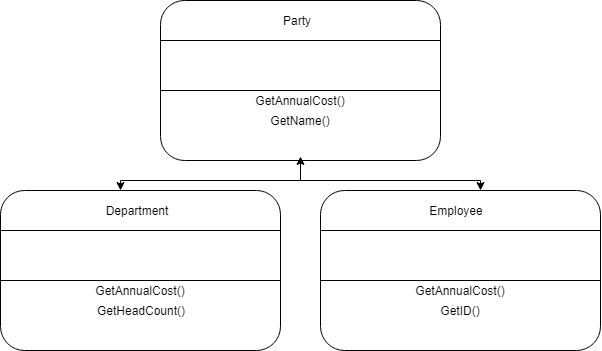 Party
GetAnnualCost()
GetName()
Department
GetAnnualCost()
GetHeadCount()
Employee
GetAnnualCost()
GetID()